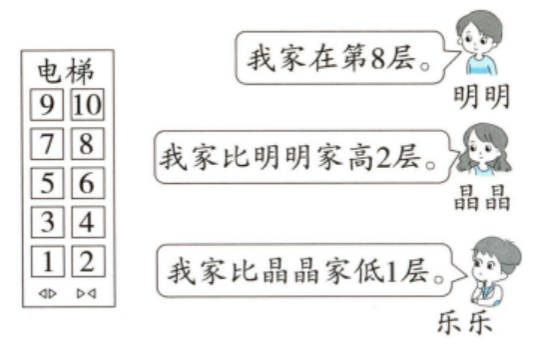 电梯
9 10
7 8
5 6
3 4
1 2
我家在第8层。
明明
我家比明明家高2层。
晶晶
我家比晶晶家低1层。
乐乐